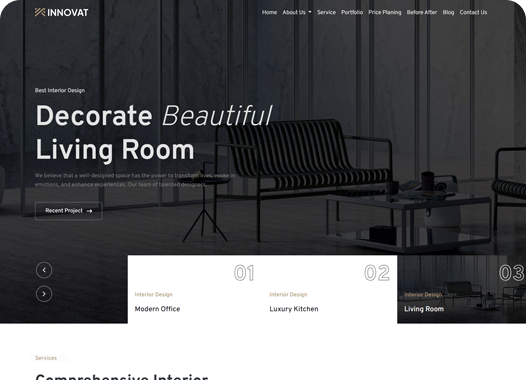 INNOVAT
Home About Us Service Portfolio Price Planing Before After Blog Contact Us
Best Interior Design
Decorate Beautiful
Living Room
We believe that a well-designed space has the power to transform lives, evoke
emotions, and enhance experiences. Our team of talented designers
Recent Project
01
Interior Design
Modern Office
02
Interior Design
Luxury Kitchen
03
Interior Design
Living Room
Services
Comprehensive Interior